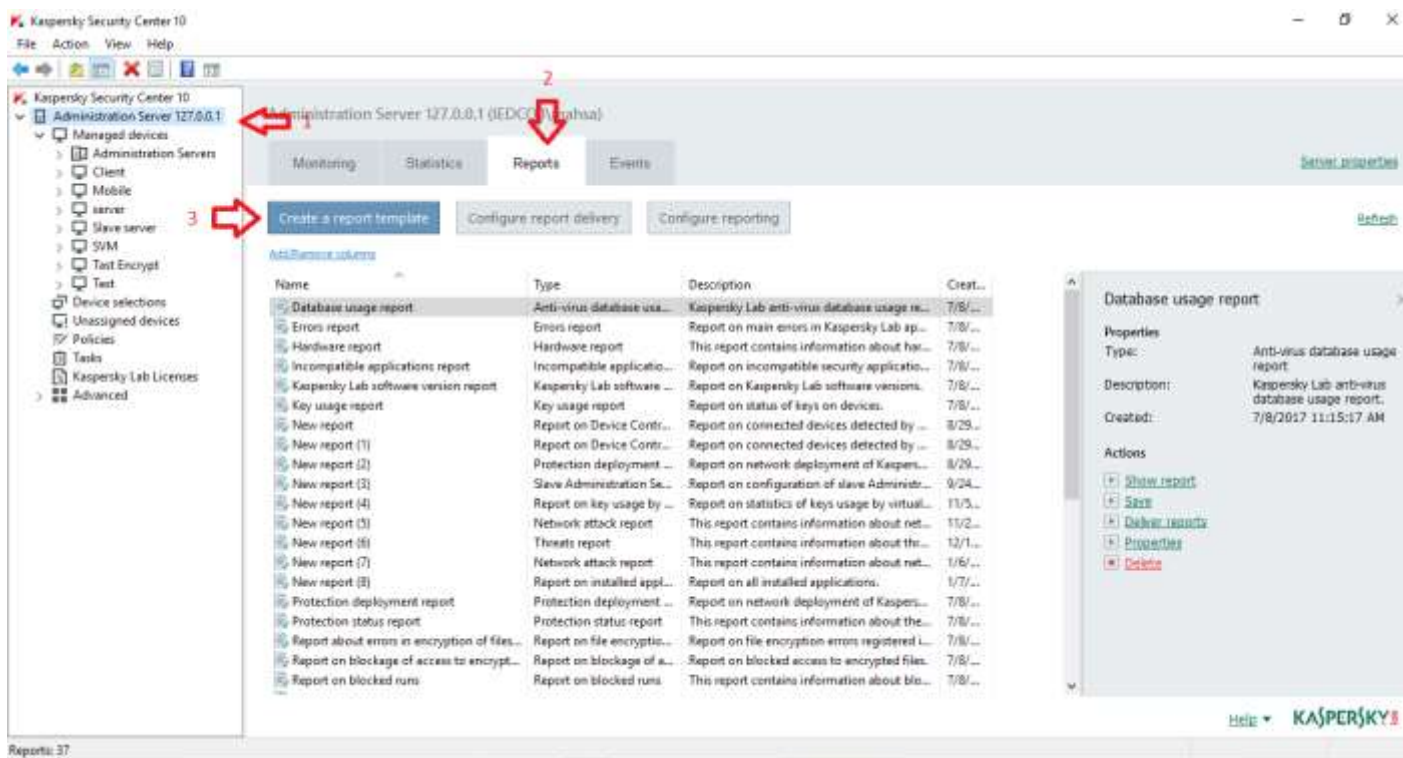 Kaspersky Security Center 10
File Action View Help
Kaspersky Security Center 10
Administration Server 127.0.0.1
Managed devices
Administration Servers
Client
Mobile
server
Slave server
SVM
Tast Encrypt
Test
Device selections
Unassigned devices
Policies
Tasks
Kaspersky Lab Licenses
Advanced
1
2
3
Administration Server 127.0.0.1
Monitoring Statistics Reports Events
Server properties
Create a report template Configure report delivery Configure reporting
Refresh
Add/Remove columns
Name Type Description Creat...
Database usage report Anti-virus database usa... Kaspersky Lab anti-virus database usage re... 7/8/...
Errors report Errors report Report on main errors in Kaspersky Lab ap... 7/8/...
Hardware report Hardware report This report contains information about har... 7/8/...
Incompatible applications report Incompatible applicatio... Report on incompatible security applicatio... 7/8/...
Kaspersky Lab software version report Kaspersky Lab software ... Report on Kaspersky Lab software versions. 7/8/...
Key usage report Key usage report Report on status of keys on devices. 7/8/...
New report Report on Device Contr... Report on connected devices detected by ... 8/29...
New report (1) Report on Device Contr... Report on connected devices detected by ... 8/29...
New report (2) Protection deployment ... Report on network deployment of Kaspers... 8/29...
New report (3) Slave Administration Se... Report on configuration of slave Administr... 9/24...
New report (4) Report on key usage by ... Report on statistics of keys usage by virtual... 11/5...
New report (5) Network attack report This report contains information about net... 11/2...
New report (6) Threats report This report contains information about thr... 12/1...
New report (7) Network attack report This report contains information about net... 1/6/...
New report (8) Report on installed appl... Report on all installed applications. 1/7/...
Protection deployment report Protection deployment ... Report on network deployment of Kaspers... 7/8/...
Protection status report Protection status report This report contains information about the... 7/8/...
Report about errors in encryption of files... Report on file encryptio... Report on file encryption errors registered i... 7/8/...
Report on blockage of access to encrypt... Report on blockage of a... Report on blocked access to encrypted files. 7/8/...
Report on blocked runs Report on blocked runs This report contains information about blo... 7/8/...
Database usage report
Properties
Type: Anti-virus database usage
report
Description: Kaspersky Lab anti-virus
database usage report.
Created: 7/8/2017 11:15:17 AM
Actions
Show report
Save
Deliver reports
Properties
Delete
Help KASPERSKY
Reports: 37